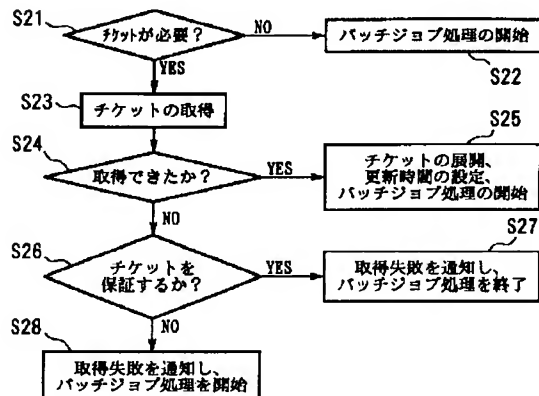 S21
チケットが必要?
NO
バッチジョブ処理の開始
S22
YES
S23
チケットの取得
S24
取得できたか?
YES
S25
チケットの展開、
更新時間の設定、
バッチジョブ処理の開始
NO
S26
チケットを
保証するか?
YES
S27
取得失敗を通知し、
バッチジョブ処理を終了
NO
S28
取得失敗を通知し、
バッチジョブ処理を開始